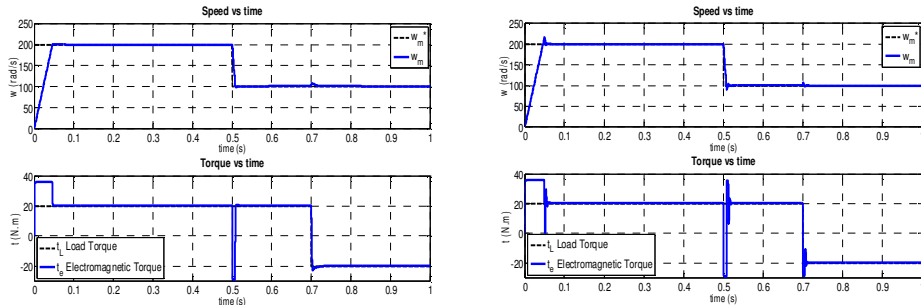 Speed vs time
w (rad/s)
250
200
150
100
50
0
w_m*
w_m
0 0.1 0.2 0.3 0.4 0.5 0.6 0.7 0.8 0.9 1
time (s)
Torque vs time
t (N.m)
40
20
0
-20
t_L Load Torque
t_e Electromagnetic Torque
0 0.1 0.2 0.3 0.4 0.5 0.6 0.7 0.8 0.9 1
time (s)
Speed vs time
w (rad/s)
250
200
150
100
50
0
w_m*
w_m
0 0.1 0.2 0.3 0.4 0.5 0.6 0.7 0.8 0.9
time (s)
Torque vs time
t (N.m)
40
20
0
-20
t_L Load Torque
t_e Electromagnetic Torque
0 0.1 0.2 0.3 0.4 0.5 0.6 0.7 0.8 0.9
time (s)